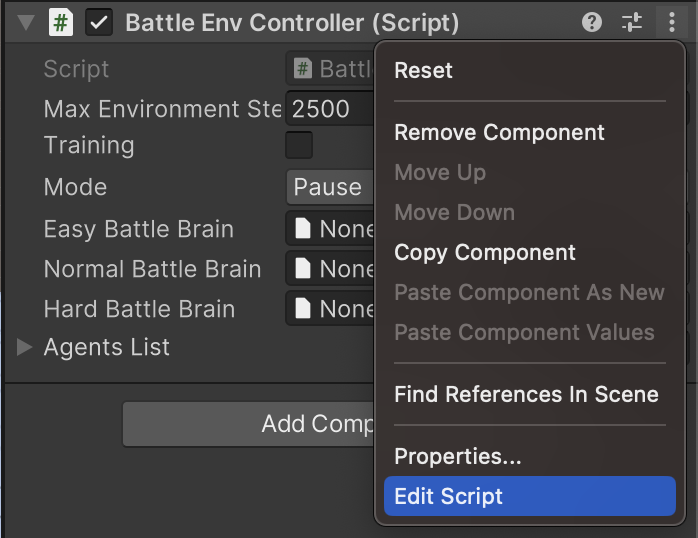 # Battle Env Controller (Script)
Script # Battl
Max Environment Ste 2500
Training
Mode Pause
Easy Battle Brain None
Normal Battle Brain None
Hard Battle Brain None
Agents List
Add Comp
Reset
Remove Component
Move Up
Move Down
Copy Component
Paste Component As New
Paste Component Values
Find References In Scene
Properties...
Edit Script